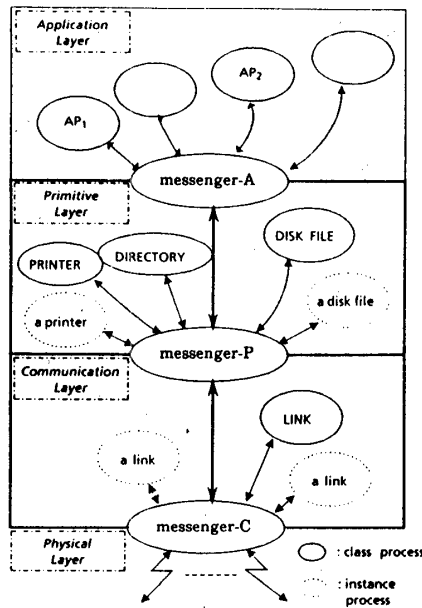 Application
Layer
AP1
AP2
messenger-A
Primitive
Layer
PRINTER
DIRECTORY
DISK FILE
a printer
a disk file
messenger-P
Communication
Layer
LINK
a link
a link
messenger-C
Physical
Layer
: class process
: instance
process